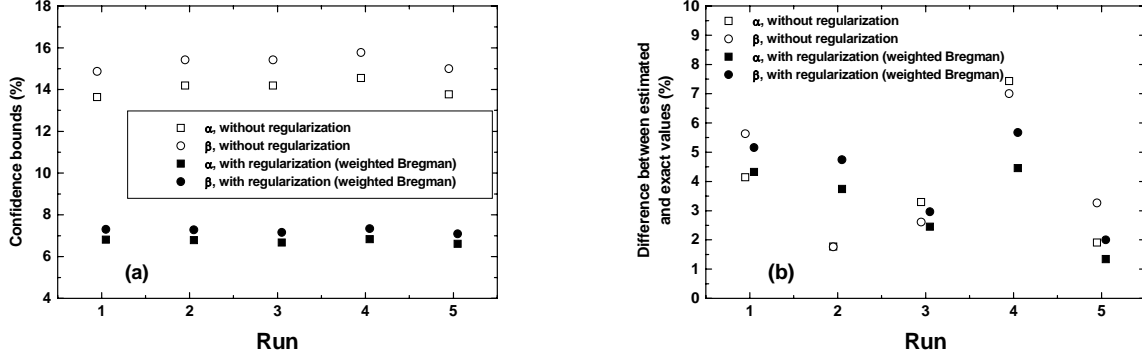 18
16
14
12
10
8
6
4
Confidence bounds (%)
α, without regularization
β, without regularization
α, with regularization (weighted Bregman)
β, with regularization (weighted Bregman)
(a)
1 2 3 4 5
Run
10
9
8
7
6
5
4
3
2
1
0
Difference between estimated
and exact values (%)
α, without regularization
β, without regularization
α, with regularization (weighted Bregman)
β, with regularization (weighted Bregman)
(b)
1 2 3 4 5
Run